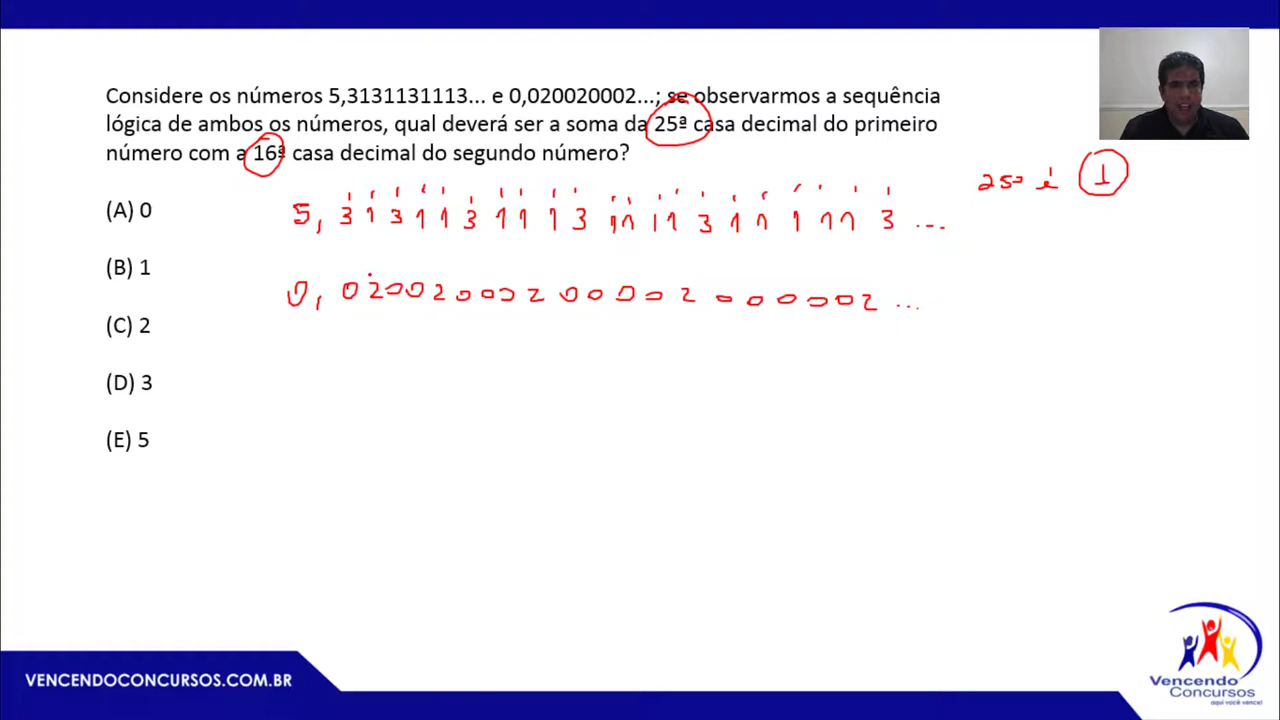 Considere os números 5,3131131113... e 0,020020002...; se observarmos a sequência
lógica de ambos os números, qual deverá ser a soma da 25ª casa decimal do primeiro
número com a 16ª casa decimal do segundo número?
25ª é 1
(A) 0
5, 3 1 3 1 1 3 1 1 1 3 1 1 1 1 3 1 1 1 1 1 3 ...
(B) 1
0, 0 2 0 0 2 0 0 0 2 0 0 0 0 2 0 0 0 0 0 2 ...
(C) 2
(D) 3
(E) 5
VENCENDOCONCURSOS.COM.BR
Vencendo
Concursos
aqui você vence!